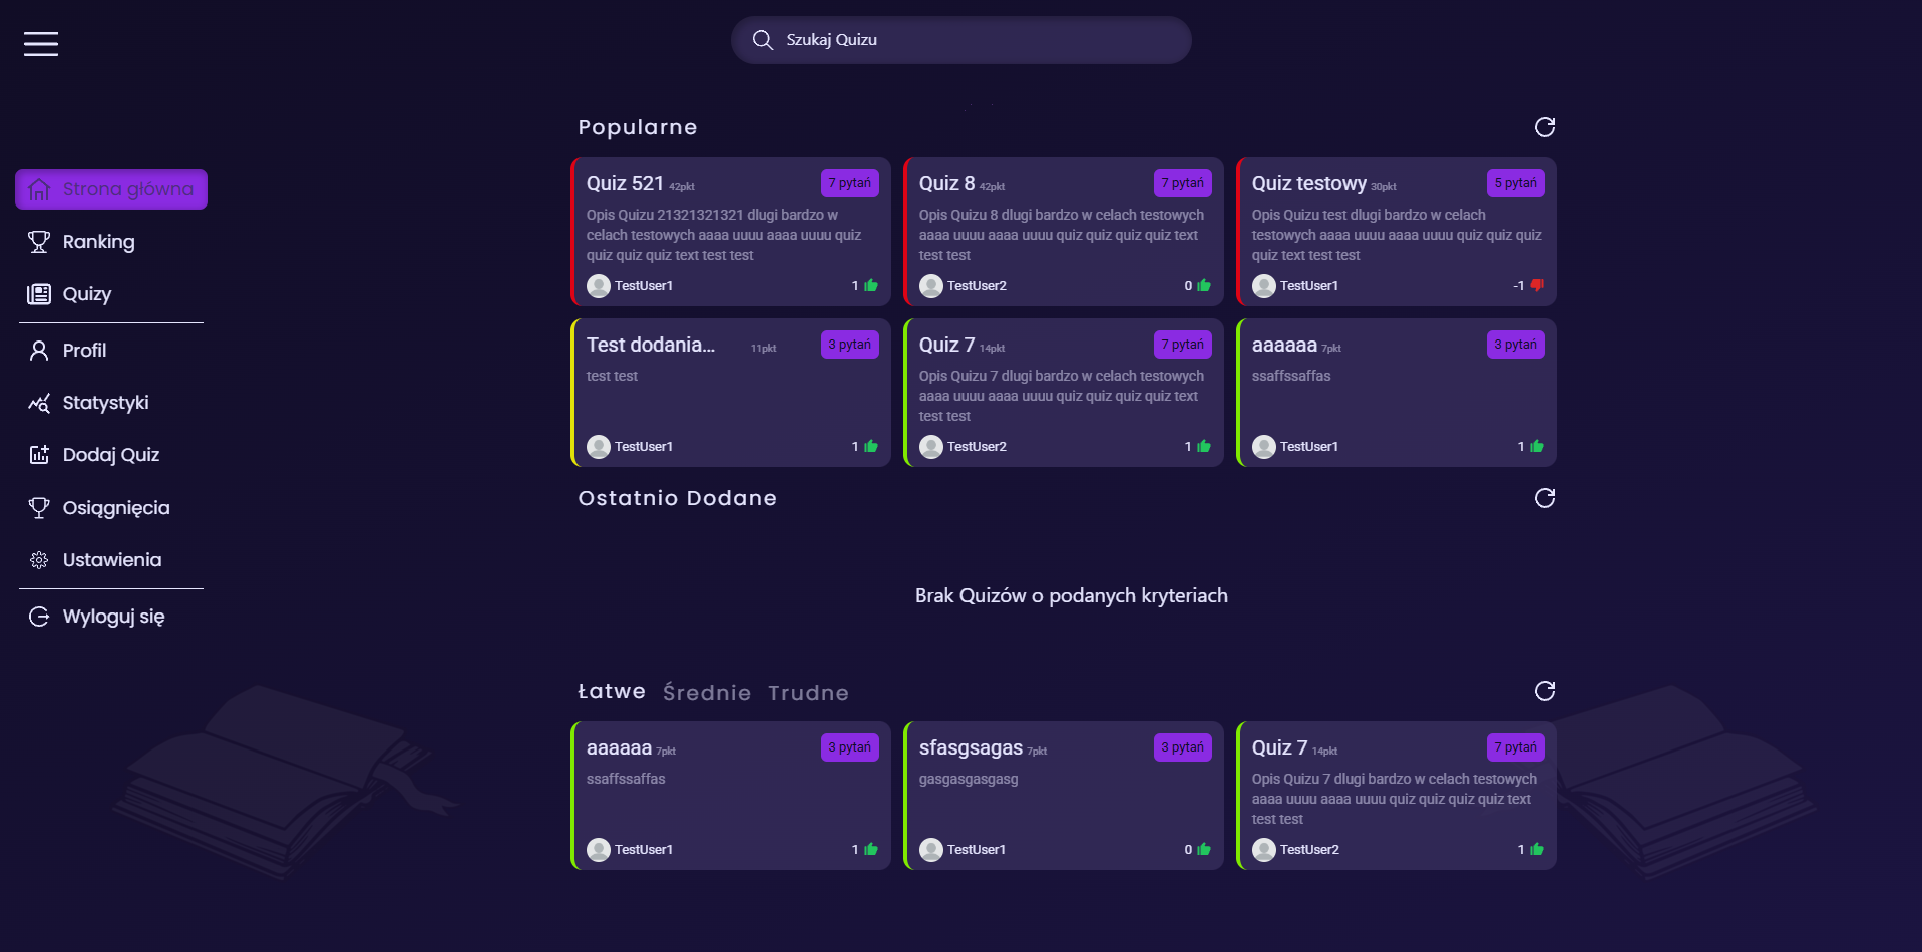 Szukaj Quizu
Strona główna
Ranking
Quizy
Profil
Statystyki
Dodaj Quiz
Osiągnięcia
Ustawienia
Wyloguj się
Popularne
Quiz 521 42pkt 7 pytań
Opis Quizu 21321321321 dlugi bardzo w
celach testowych aaaa uuuu aaaa uuuu quiz
quiz quiz quiz text test test
TestUser1 1
Quiz 8 42pkt 7 pytań
Opis Quizu 8 dlugi bardzo w celach testowych
aaaa uuuu aaaa uuuu quiz quiz quiz quiz text
test test
TestUser2 0
Quiz testowy 30pkt 5 pytań
Opis Quizu test dlugi bardzo w celach
testowych aaaa uuuu aaaa uuuu quiz quiz quiz
quiz text test test
TestUser1 -1
Test dodania... 11pkt 3 pytań
test test
TestUser1 1
Quiz 7 14pkt 7 pytań
Opis Quizu 7 dlugi bardzo w celach testowych
aaaa uuuu aaaa uuuu quiz quiz quiz quiz text
test test
TestUser2 1
aaaaaa 7pkt 3 pytań
ssaffssaffas
TestUser1 1
Ostatnio Dodane
Brak Quizów o podanych kryteriach
Łatwe Średnie Trudne
aaaaaa 7pkt 3 pytań
ssaffssaffas
TestUser1 1
sfasgsagas 7pkt 3 pytań
gasgasgasgasg
TestUser1 0
Quiz 7 14pkt 7 pytań
Opis Quizu 7 dlugi bardzo w celach testowych
aaaa uuuu aaaa uuuu quiz quiz quiz quiz text
test test
TestUser2 1